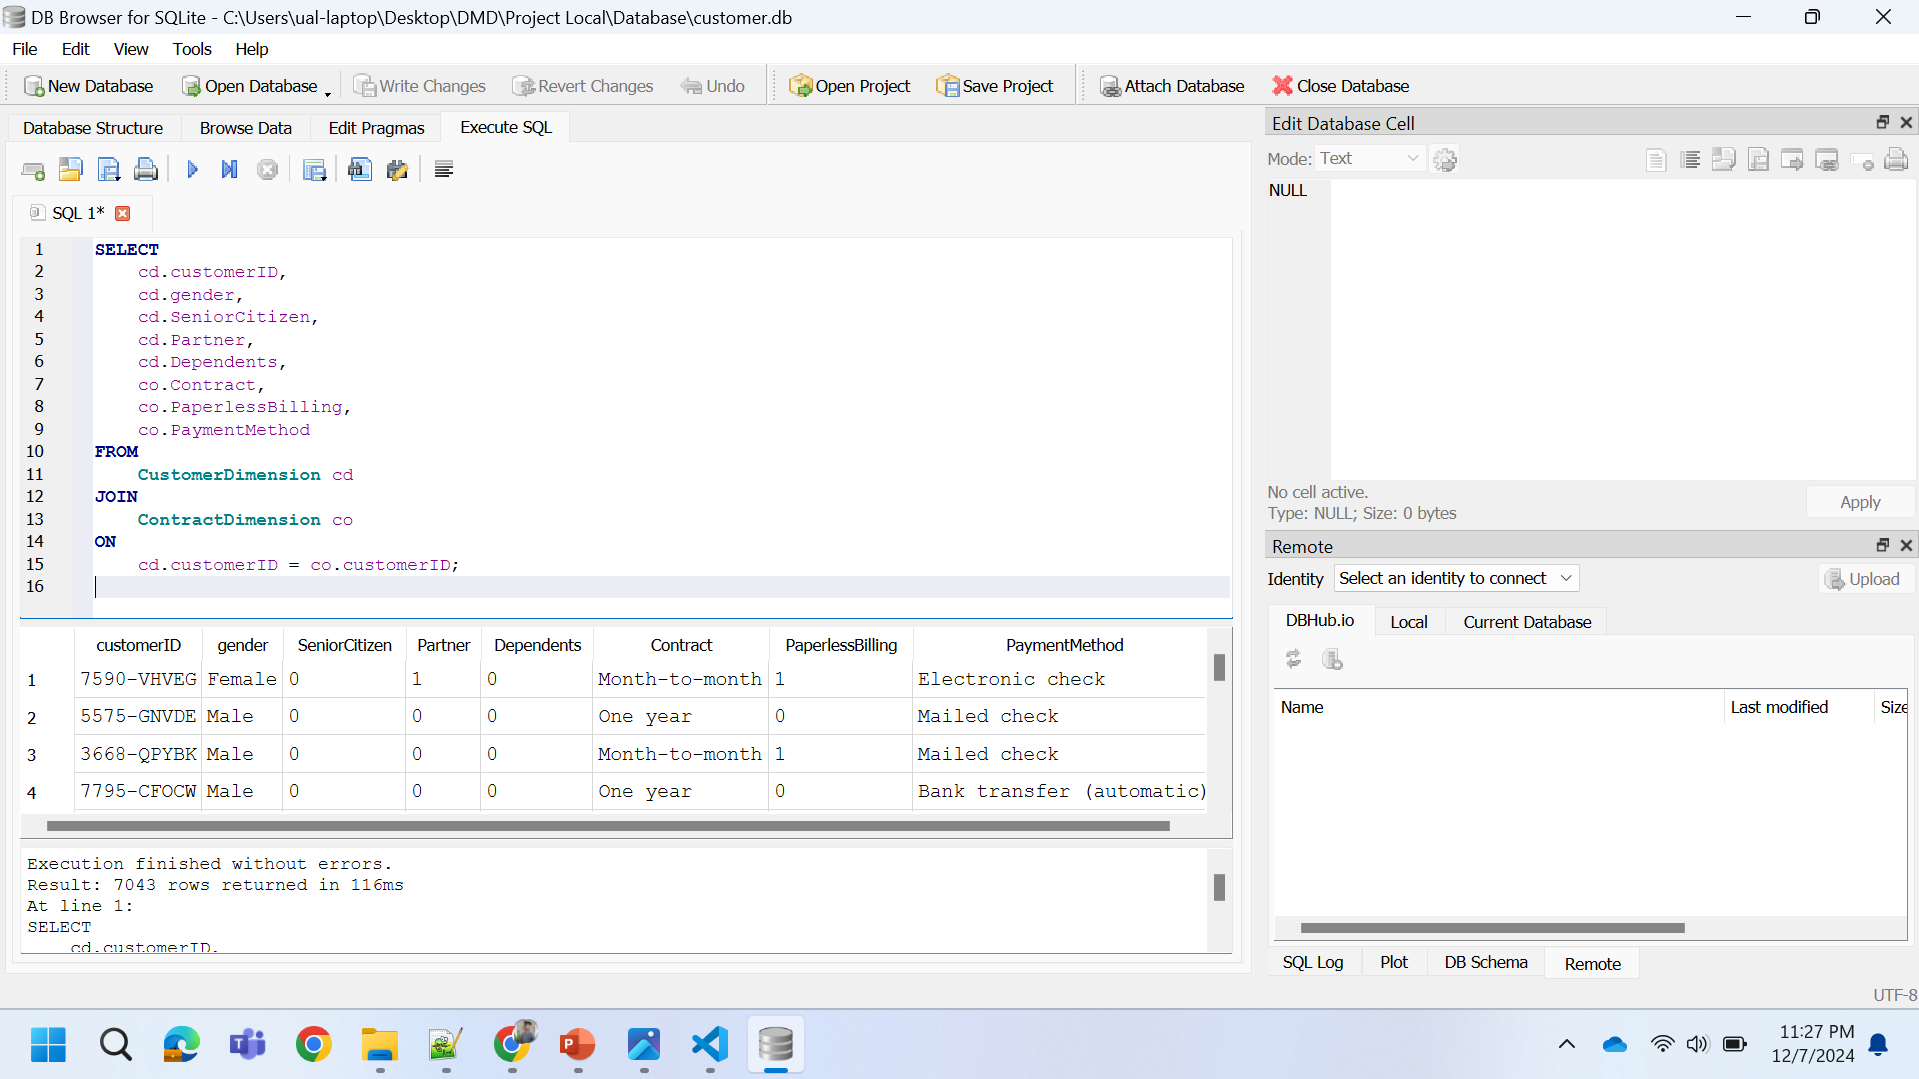 DB Browser for SQLite - C:\Users\ual-laptop\Desktop\DMD\Project Local\Database\customer.db
File Edit View Tools Help
New Database Open Database Write Changes Revert Changes Undo Open Project Save Project Attach Database Close Database
Database Structure Browse Data Edit Pragmas Execute SQL
SQL 1*
1 SELECT
2 cd.customerID,
3 cd.gender,
4 cd.SeniorCitizen,
5 cd.Partner,
6 cd.Dependents,
7 co.Contract,
8 co.PaperlessBilling,
9 co.PaymentMethod
10 FROM
11 CustomerDimension cd
12 JOIN
13 ContractDimension co
14 ON
15 cd.customerID = co.customerID;
16
customerID gender SeniorCitizen Partner Dependents Contract PaperlessBilling PaymentMethod
1 7590-VHVEG Female 0 1 0 Month-to-month 1 Electronic check
2 5575-GNVDE Male 0 0 0 One year 0 Mailed check
3 3668-QPYBK Male 0 0 0 Month-to-month 1 Mailed check
4 7795-CFOCW Male 0 0 0 One year 0 Bank transfer (automatic)
Execution finished without errors.
Result: 7043 rows returned in 116ms
At line 1:
SELECT
cd.customerID,
Edit Database Cell
Mode: Text
NULL
No cell active.
Type: NULL; Size: 0 bytes
Apply
Remote
Identity Select an identity to connect Upload
DBHub.io Local Current Database
Name Last modified Size
SQL Log Plot DB Schema Remote
UTF-8
11:27 PM
12/7/2024